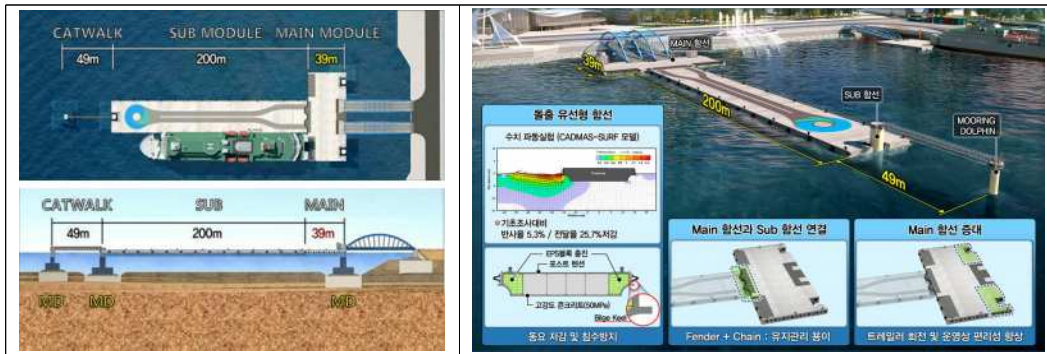 CATWALK SUB MODULE MAIN MODULE
49m 200m 39m
CATWALK SUB MAIN
49m 200m 39m
MD MD MD
MAIN 함선
39m
200m
SUB 함선
MOORING
DOLPHIN
49m
돌출 유선형 함선
수치 파동실험 (CADMAS-SURF 모델)
기초조사대비
반사율 5.3% / 전달율 25.7%저감
EPS블록 충진
포스트 텐션
고강도 콘크리트(50MPa)
Bilge Keel
동요 저감 및 침수방지
Main 함선과 Sub 함선 연결
Fender + Chain : 유지관리 용이
Main 함선 증대
트레일러 회전 및 운영상 편리성 향상